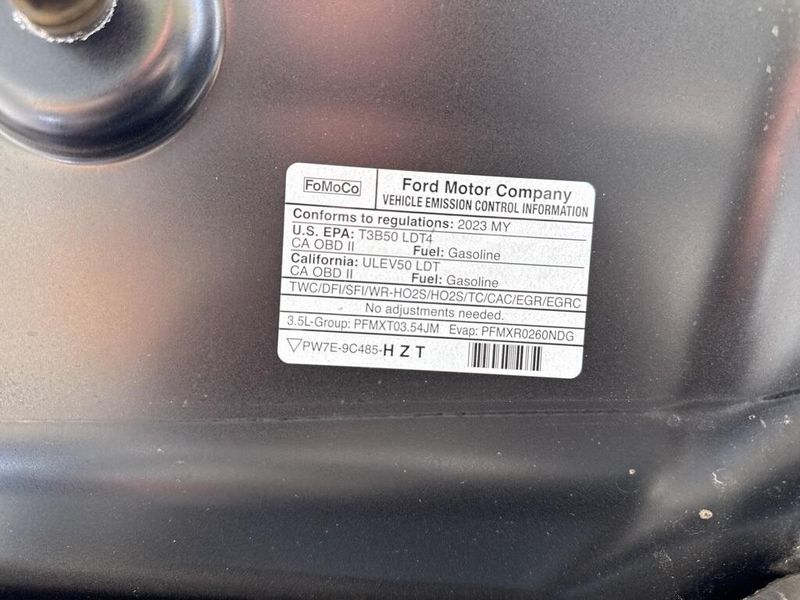 FoMoCo
Ford Motor Company
VEHICLE EMISSION CONTROL INFORMATION
Conforms to regulations: 2023 MY
U.S. EPA: T3B50 LDT4
CA OBD II Fuel: Gasoline
California: ULEV50 LDT
CA OBD II Fuel: Gasoline
TWC/DFI/SFI/WR-HO2S/HO2S/TC/CAC/EGR/EGRC
No adjustments needed.
3.5L-Group: PFMXT03.54JM Evap: PFMXR0260NDG
PW7E-9C485-HZT